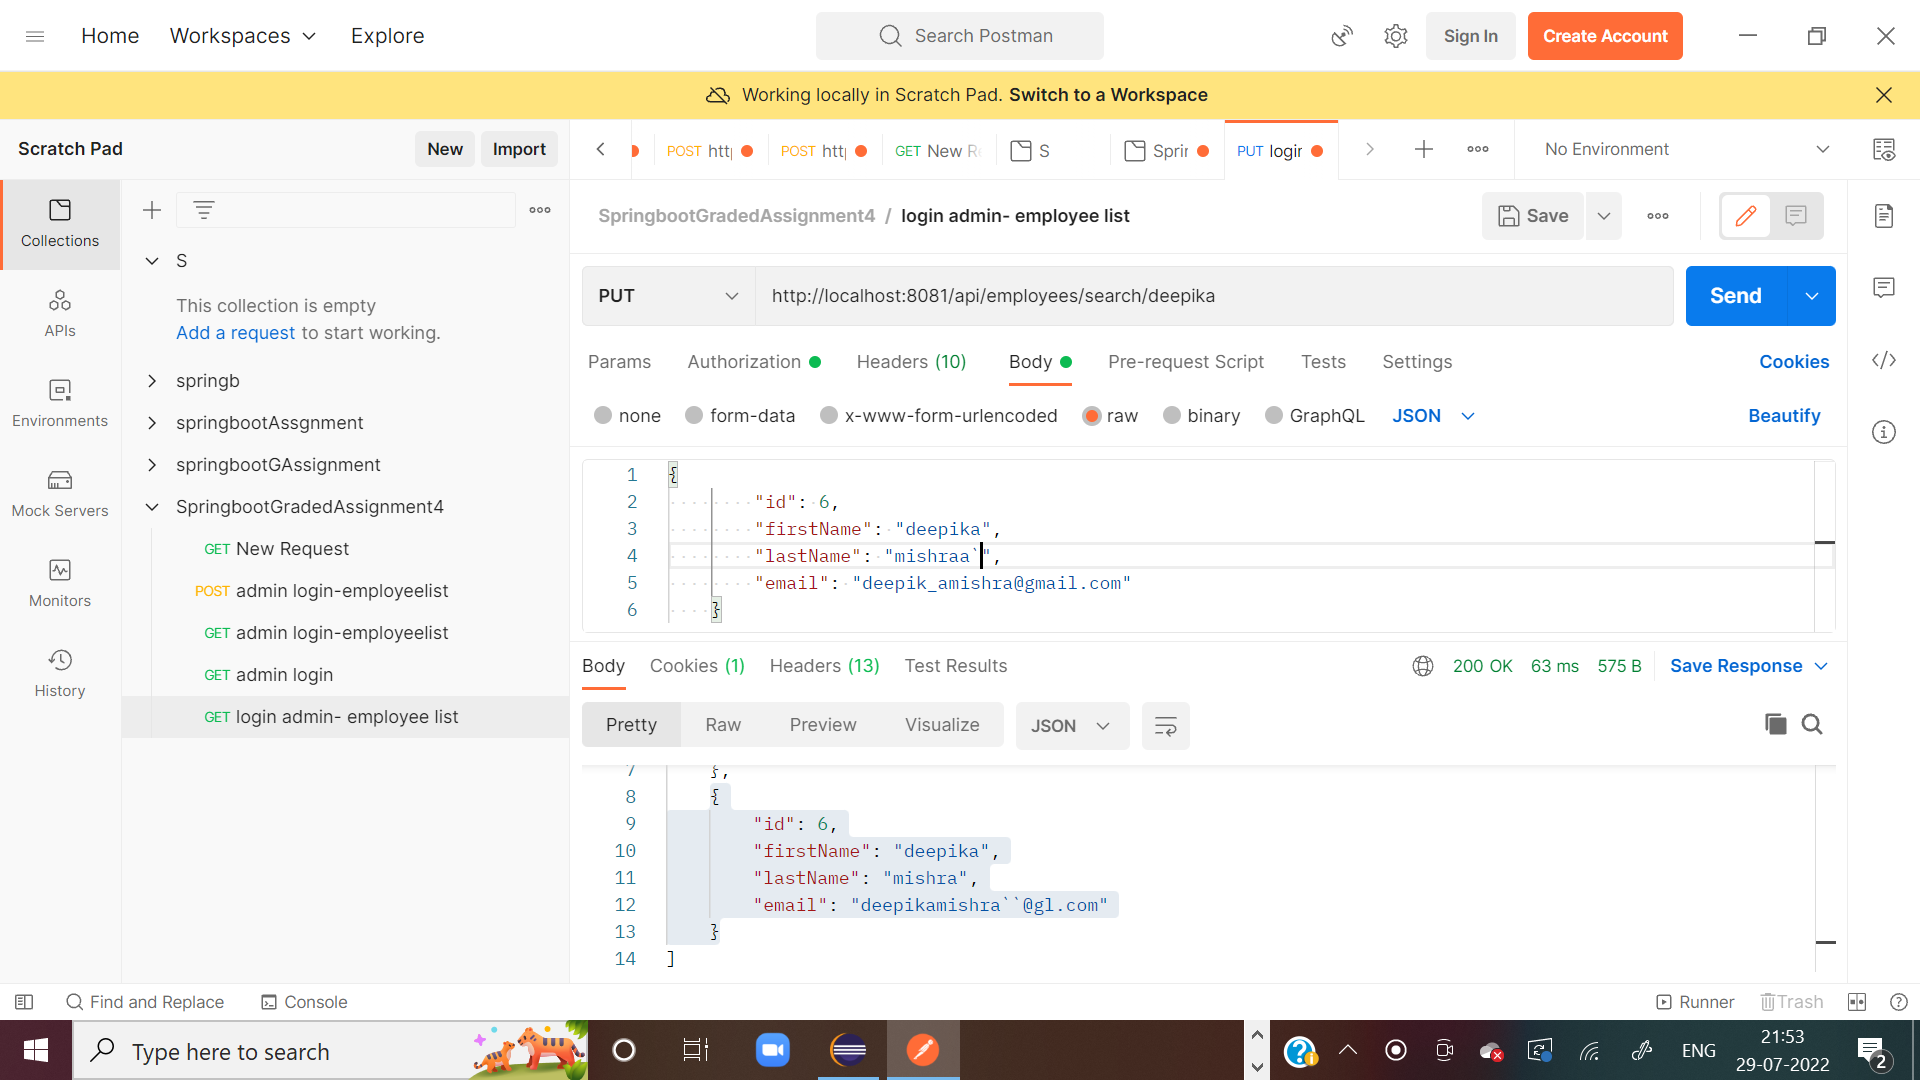 Home Workspaces Explore Search Postman Sign In Create Account
Working locally in Scratch Pad. Switch to a Workspace
Scratch Pad New Import
POST POST GET New S PUT No Environment
SpringbootGradedAssignment4 / login admin- employee list Save
Collections
APIs
Environments
Mock Servers
Monitors
History
S
This collection is empty
Add a request to start working.
springb
springbootAssgnment
springbootGAssignment
SpringbootGradedAssignment4
GET New Request
POST admin login-employeelist
GET admin login-employeelist
GET admin login
GET login admin- employee list
PUT http://localhost:8081/api/employees/search/deepika Send
Params Authorization Headers (10) Body Pre-request Script Tests Settings Cookies
none form-data x-www-form-urlencoded raw binary GraphQL JSON Beautify
1 {
2 "id": 6,
3 "firstName": "deepika",
4 "lastName": "mishraa`",
5 "email": "deepik_amishra@gmail.com"
6 }
Body Cookies (1) Headers (13) Test Results 200 OK 63 ms 575 B Save Response
Pretty Raw Preview Visualize JSON
7 },
8 {
9 "id": 6,
10 "firstName": "deepika",
11 "lastName": "mishra",
12 "email": "deepikamishra``@gl.com"
13 }
14 ]
Find and Replace Console Runner Trash
Type here to search ENG 21:53
29-07-2022
2